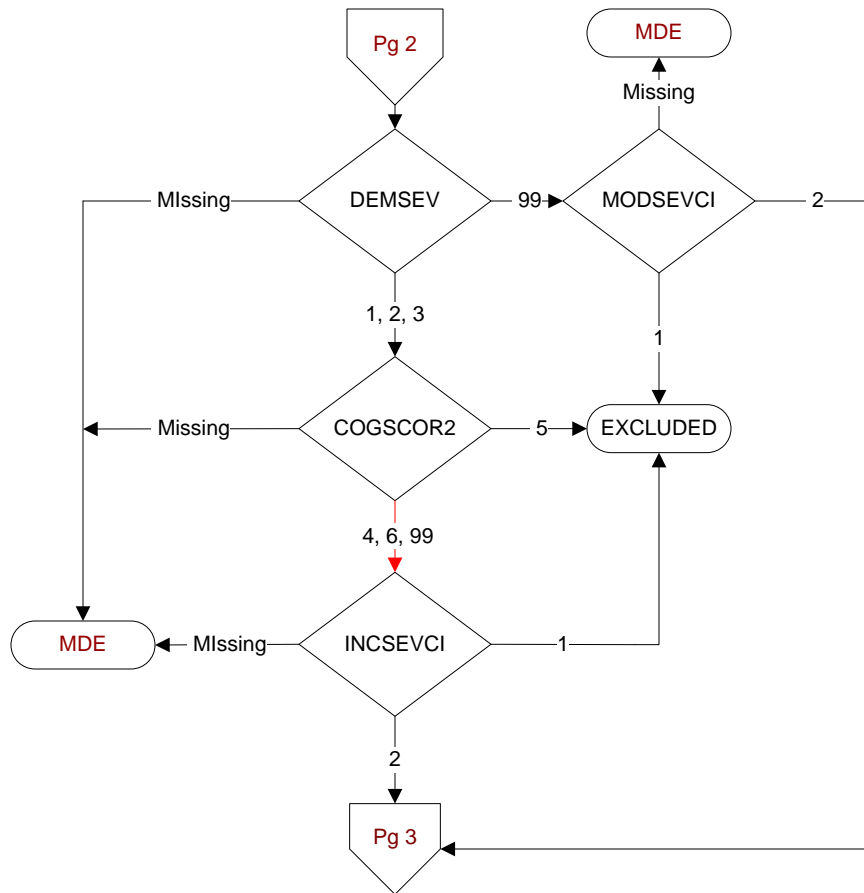 Pg 2
MDE
Missing
MIssing
DEMSEV
99
MODSEVCI
2
1, 2, 3
1
Missing
COGSCOR2
5
EXCLUDED
4, 6, 99
MDE
MIssing
INCSEVCI
1
2
Pg 3